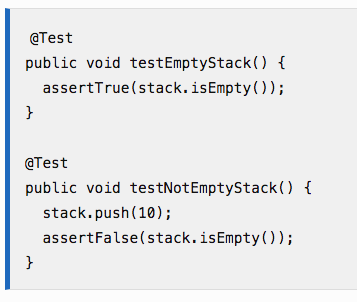 @Test
public void testEmptyStack() {
  assertTrue(stack.isEmpty());
}

@Test
public void testNotEmptyStack() {
  stack.push(10);
  assertFalse(stack.isEmpty());
}